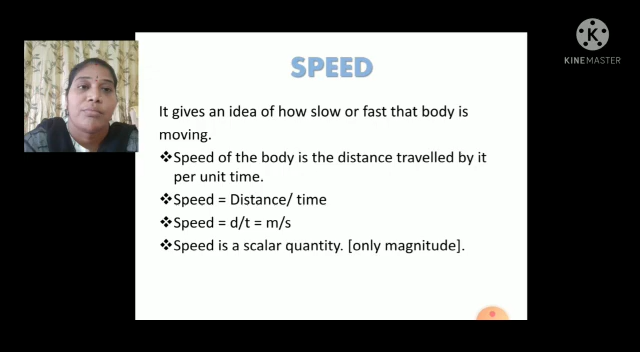 SPEED
K
KINEMASTER
It gives an idea of how slow or fast that body is
moving.
❖Speed of the body is the distance travelled by it
per unit time.
❖Speed = Distance/ time
❖Speed = d/t = m/s
❖Speed is a scalar quantity. [only magnitude].